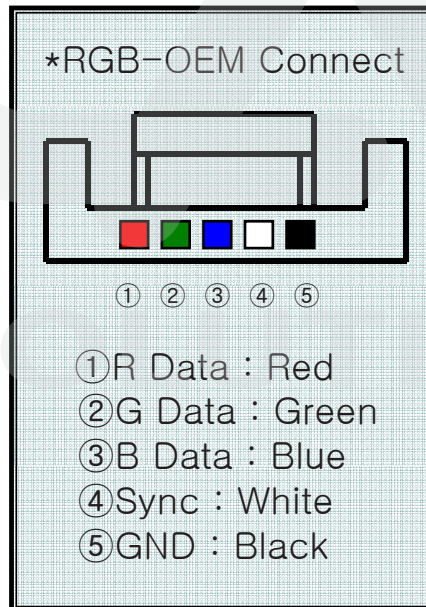 *RGB-OEM Connect
① ② ③ ④ ⑤
①R Data : Red
②G Data : Green
③B Data : Blue
④Sync : White
⑤GND : Black